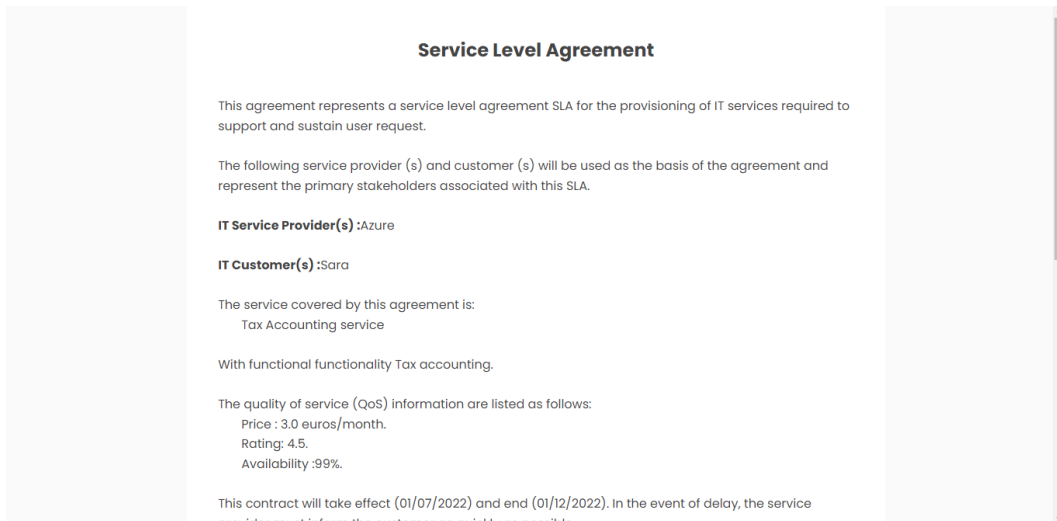 Service Level Agreement
This agreement represents a service level agreement SLA for the provisioning of IT services required to
support and sustain user request.
The following service provider (s) and customer (s) will be used as the basis of the agreement and
represent the primary stakeholders associated with this SLA.
IT Service Provider(s) :Azure
IT Customer(s) :Sara
The service covered by this agreement is:
Tax Accounting service
With functional functionality Tax accounting.
The quality of service (QoS) information are listed as follows:
Price : 3.0 euros/month.
Rating: 4.5.
Availability :99%.
This contract will take effect (01/07/2022) and end (01/12/2022). In the event of delay, the service